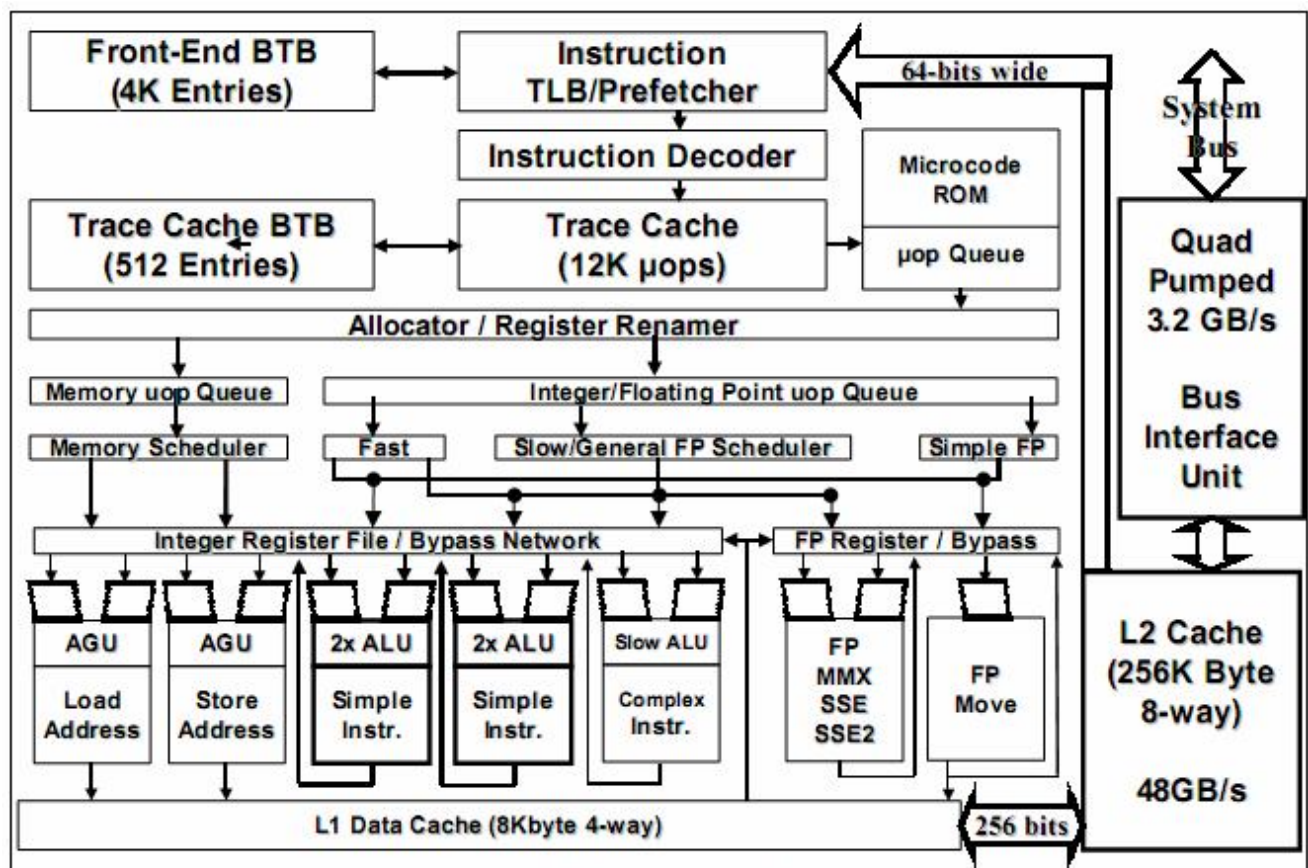 Front-End BTB
(4K Entries)
Instruction
TLB/Prefetcher
64-bits wide
System
Bus
Instruction Decoder
Microcode
ROM
Trace Cache BTB
(512 Entries)
Trace Cache
(12K µops)
µop Queue
Quad
Pumped
3.2 GB/s
Bus
Interface
Unit
Allocator / Register Renamer
Memory uop Queue
Integer/Floating Point uop Queue
Memory Scheduler
Fast
Slow/General FP Scheduler
Simple FP
Integer Register File / Bypass Network
FP Register / Bypass
AGU
Load
Address
AGU
Store
Address
2x ALU
Simple
Instr.
2x ALU
Simple
Instr.
Slow ALU
Complex
Instr.
FP
MMX
SSE
SSE2
FP
Move
L2 Cache
(256K Byte
8-way)
48GB/s
L1 Data Cache (8Kbyte 4-way)
256 bits